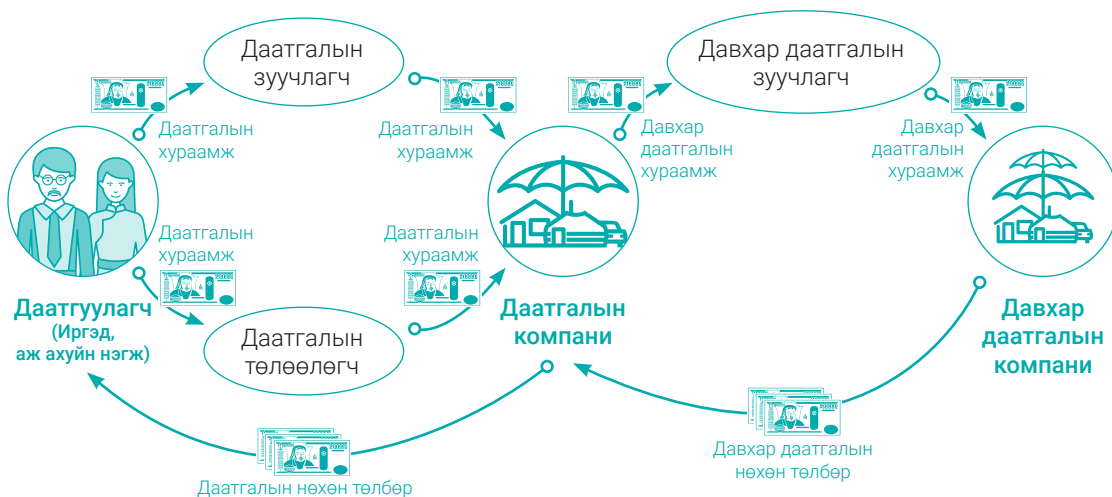 Даатгалын
зуучлагч
Давхар даатгалын
зуучлагч
Даатгалын
хураамж
Даатгалын
хураамж
Давхар
даатгалын
хураамж
Давхар
даатгалын
хураамж
Даатгалын
хураамж
Даатгалын
хураамж
Даатгуулагч
(Иргэд,
аж ахуйн нэгж)
Даатгалын
төлөөлөгч
Даатгалын
компани
Давхар
даатгалын
компани
Давхар даатгалын
нөхөн төлбөр
Даатгалын нөхөн төлбөр